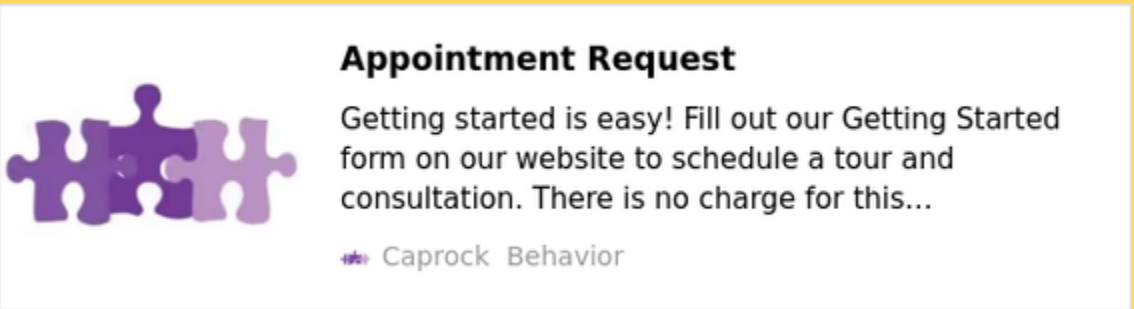 Appointment Request
Getting started is easy! Fill out our Getting Started
form on our website to schedule a tour and
consultation. There is no charge for this...
Caprock Behavior